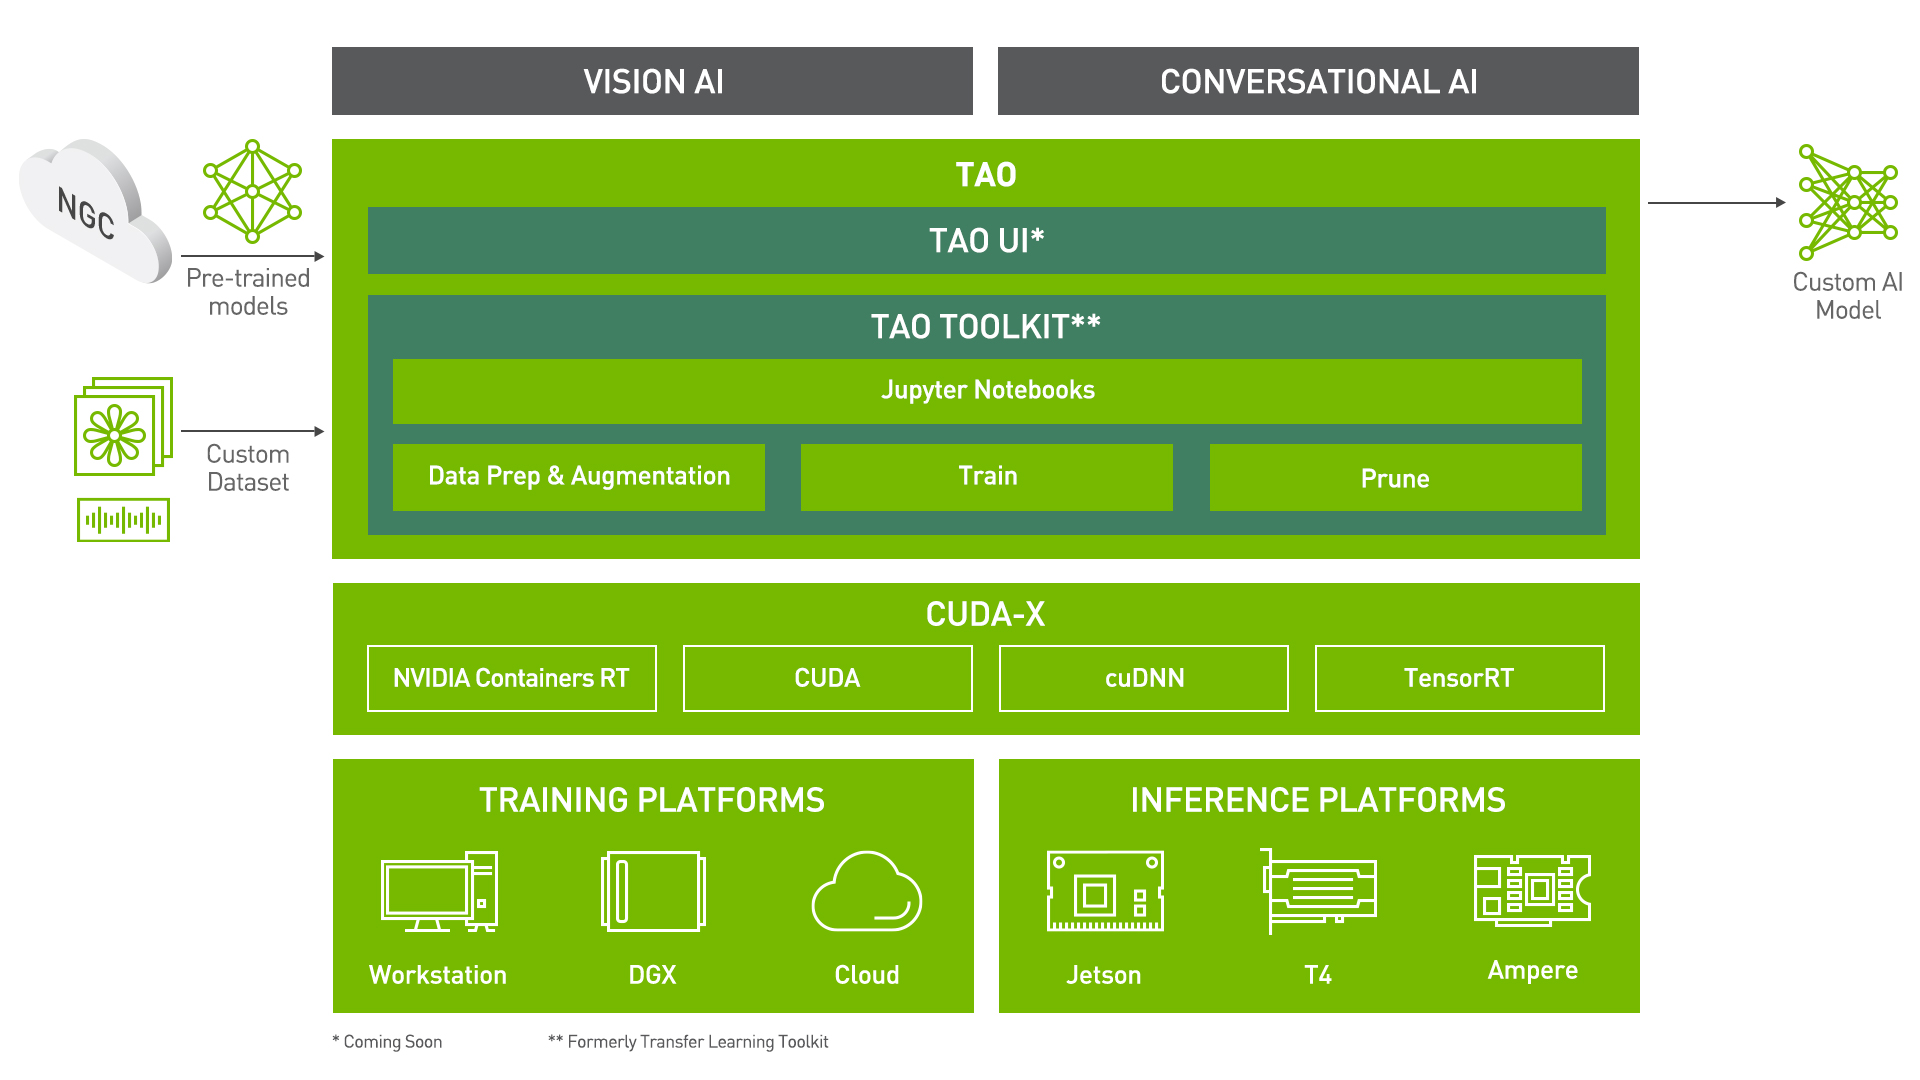 VISION AI
CONVERSATIONAL AI
NGC
Pre-trained
models
Custom
Dataset
TAO
TAO UI*
TAO TOOLKIT**
Jupyter Notebooks
Data Prep & Augmentation
Train
Prune
Custom AI
Model
CUDA-X
NVIDIA Containers RT
CUDA
cuDNN
TensorRT
TRAINING PLATFORMS
Workstation
DGX
Cloud
INFERENCE PLATFORMS
Jetson
T4
Ampere
* Coming Soon
** Formerly Transfer Learning Toolkit